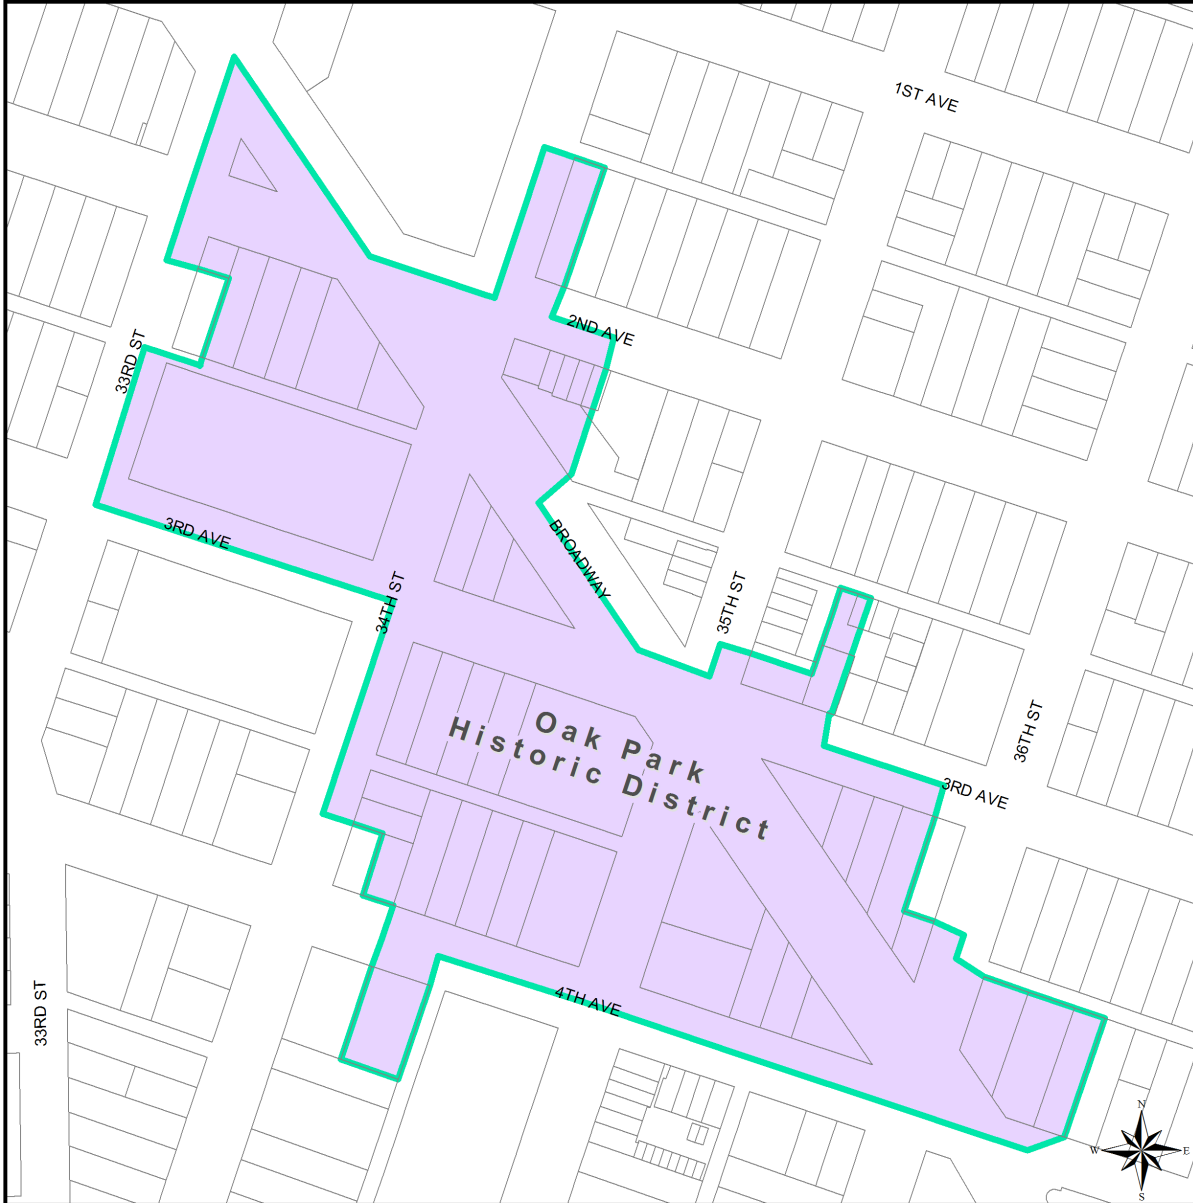 1ST AVE
2ND AVE
33RD ST
3RD AVE
BROADWAY
34TH ST
35TH ST
36TH ST
Oak Park
Historic District
3RD AVE
4TH AVE
33RD ST
N
W
E
S